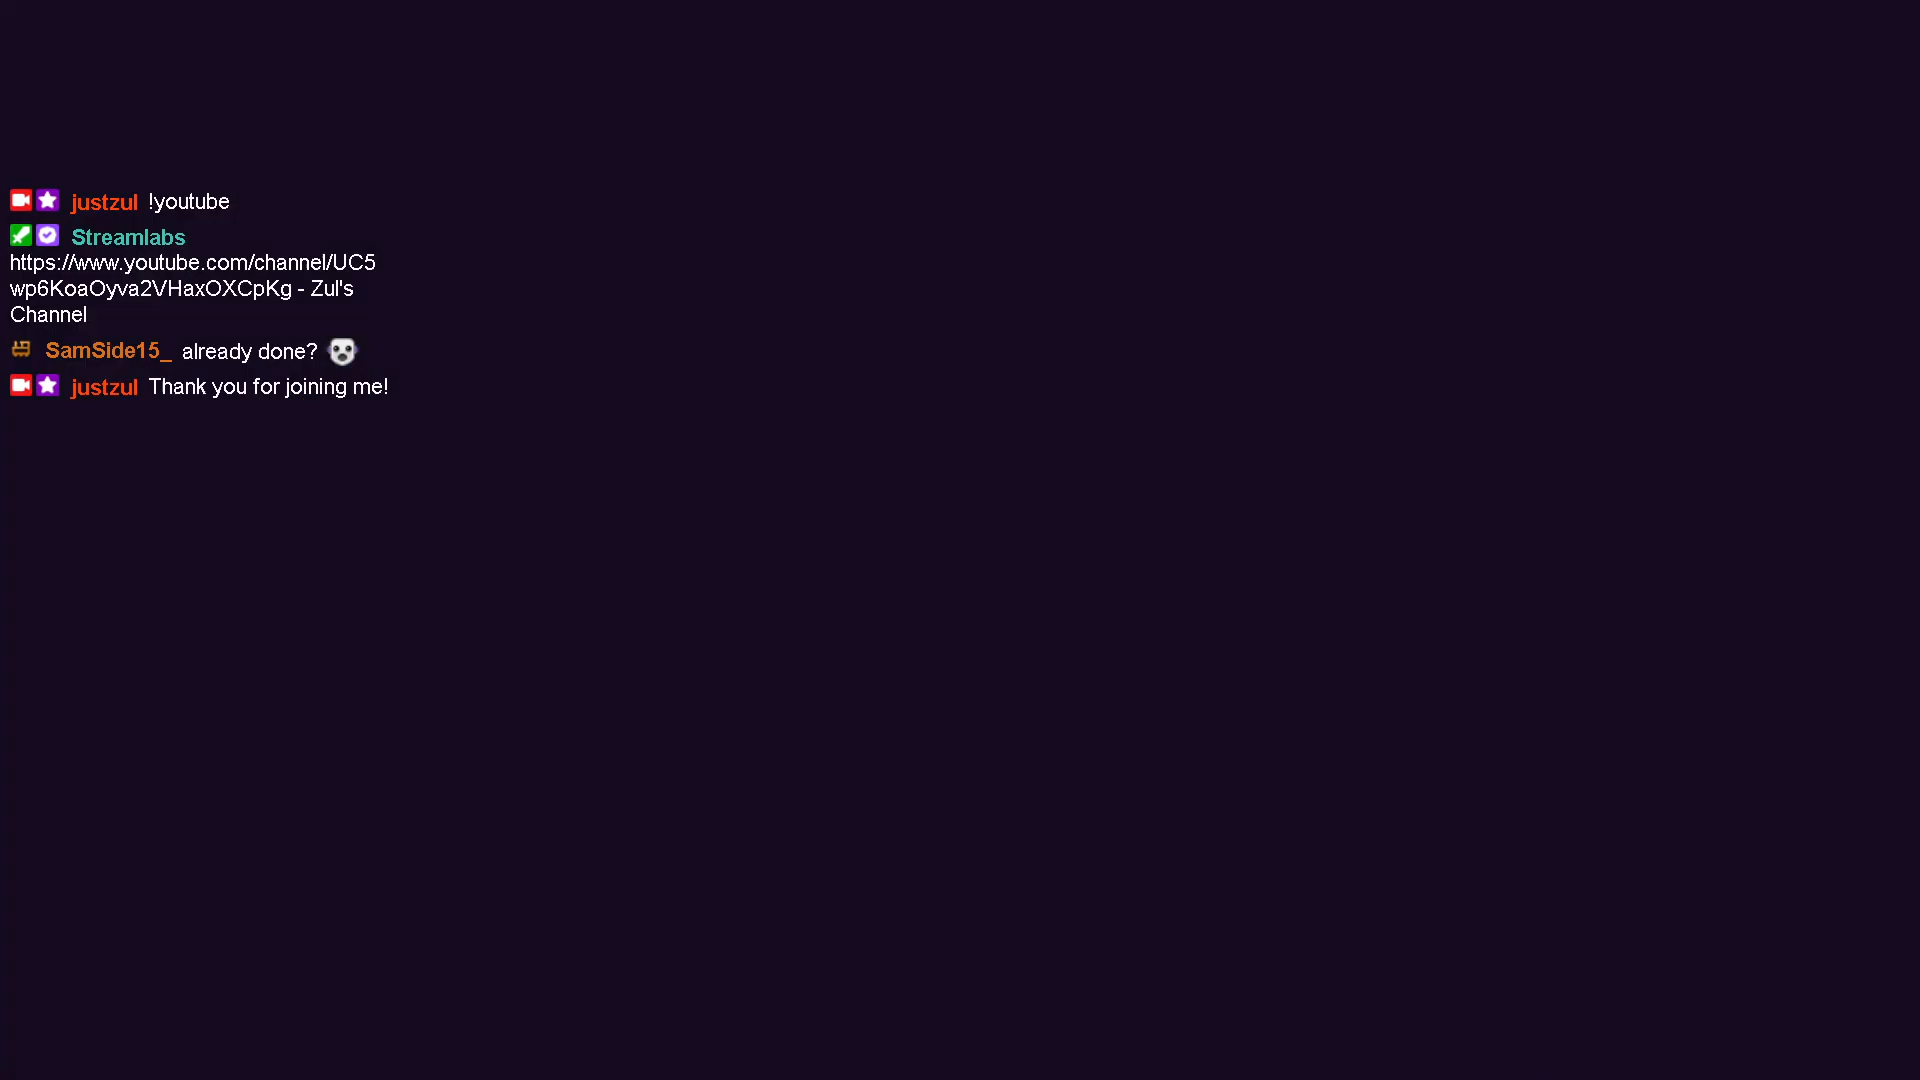 justzul !youtube
Streamlabs
https://www.youtube.com/channel/UC5
wp6KoaOyva2VHaxOXCpKg - Zul's
Channel
SamSide15_ already done?
justzul Thank you for joining me!